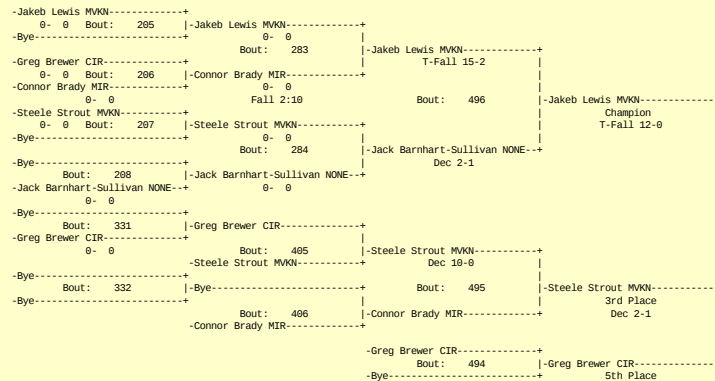 -Jakeb Lewis MVKN------------+
0- 0 Bout: 205 |-Jakeb Lewis MVKN------------+
-Bye-------------------------+ 0- 0 |
Bout: 283 |-Jakeb Lewis MVKN------------+
-Greg Brewer CIR-------------+ | T-Fall 15-2 |
0- 0 Bout: 206 |-Connor Brady MIR------------+ |
-Connor Brady MIR------------+ 0- 0 |
0- 0 Fall 2:10 Bout: 496 |-Jakeb Lewis MVKN------------
-Steele Strout MVKN----------+ | Champion
0- 0 Bout: 207 |-Steele Strout MVKN----------+ | T-Fall 12-0
-Bye-------------------------+ 0- 0 | |
Bout: 284 |-Jack Barnhart-Sullivan NONE--+
-Bye-------------------------+ | Dec 2-1
Bout: 208 |-Jack Barnhart-Sullivan NONE--+
-Jack Barnhart-Sullivan NONE--+ 0- 0
0- 0
-Bye-------------------------+
Bout: 331 |-Greg Brewer CIR-------------+
-Greg Brewer CIR-------------+ |
0- 0 Bout: 405 |-Steele Strout MVKN----------+
-Steele Strout MVKN----------+ Dec 10-0 |
-Bye-------------------------+ |
Bout: 332 |-Bye-------------------------+ Bout: 495 |-Steele Strout MVKN----------
-Bye-------------------------+ | | 3rd Place
Bout: 406 |-Connor Brady MIR------------+ Dec 2-1
-Connor Brady MIR------------+
-Greg Brewer CIR-------------+
Bout: 494 |-Greg Brewer CIR-------------
-Bye-------------------------+ 5th Place